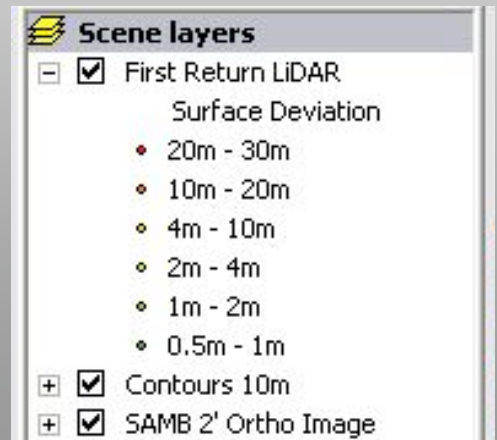 Scene layers
First Return LiDAR
Surface Deviation
20m - 30m
10m - 20m
4m - 10m
2m - 4m
1m - 2m
0.5m - 1m
Contours 10m
SAMB 2' Ortho Image